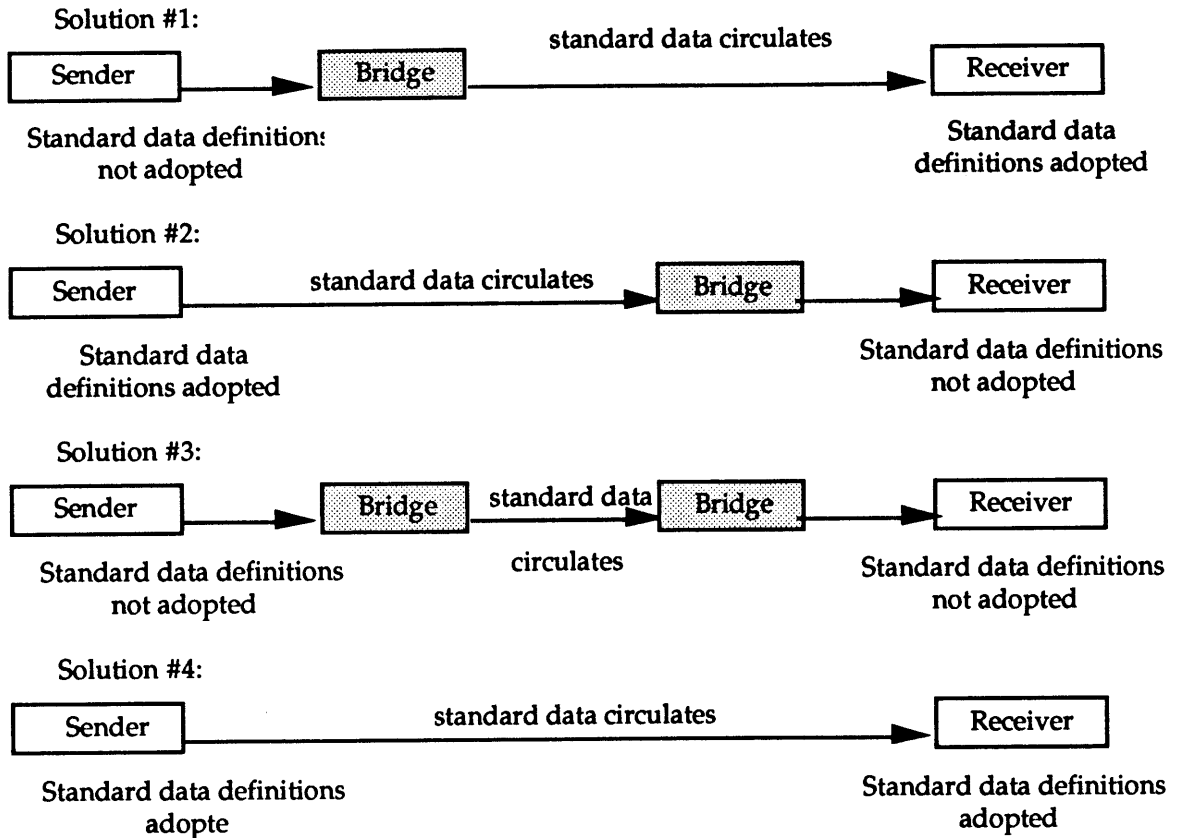 Solution #1:
standard data circulates
Sender
Bridge
Receiver
Standard data definitions
not adopted
Standard data
definitions adopted
Solution #2:
Sender
standard data circulates
Bridge
Receiver
Standard data
definitions adopted
Standard data definitions
not adopted
Solution #3:
Sender
Bridge
standard data
circulates
Bridge
Receiver
Standard data definitions
not adopted
Standard data definitions
not adopted
Solution #4:
Sender
standard data circulates
Receiver
Standard data definitions
adopte
Standard data definitions
adopted